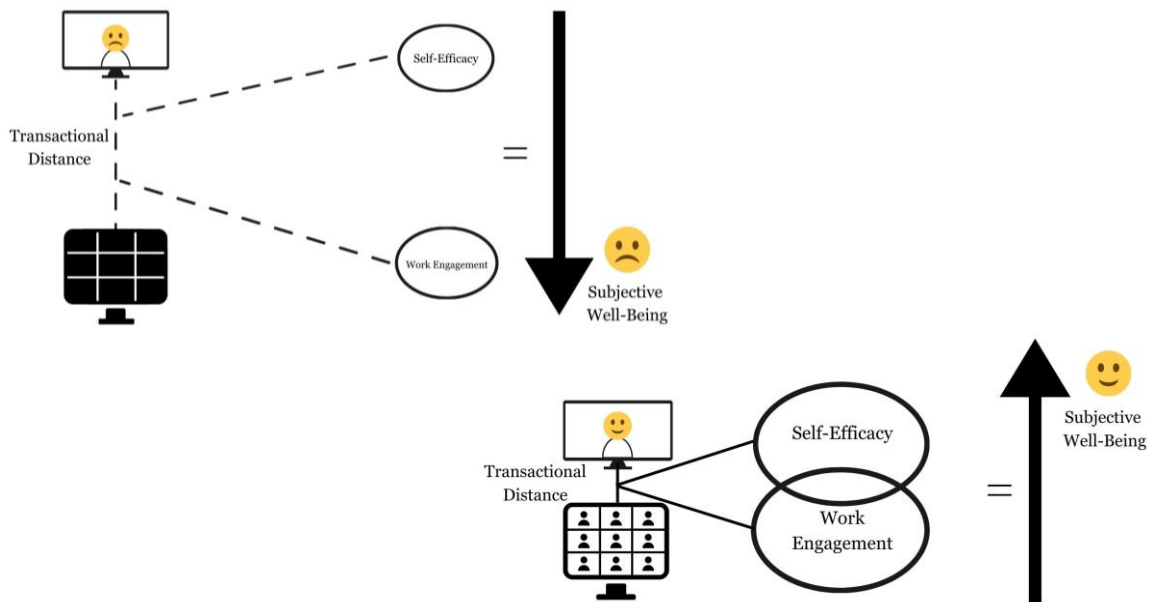 Self-Efficacy
Transactional
Distance
=
Work Engagement
Subjective
Well-Being
Self-Efficacy
Transactional
Distance
Work
Engagement
=
Subjective
Well-Being